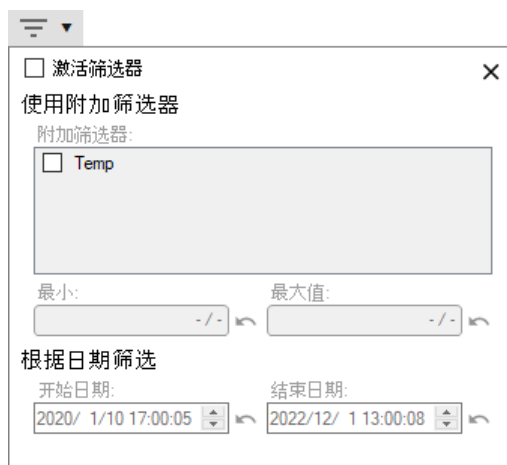 激活筛选器
使用附加筛选器
附加筛选器:
Temp
最小: 最大值:
-/- -/-
根据日期筛选
开始日期: 结束日期:
2020/ 1/10 17:00:05 2022/12/ 1 13:00:08